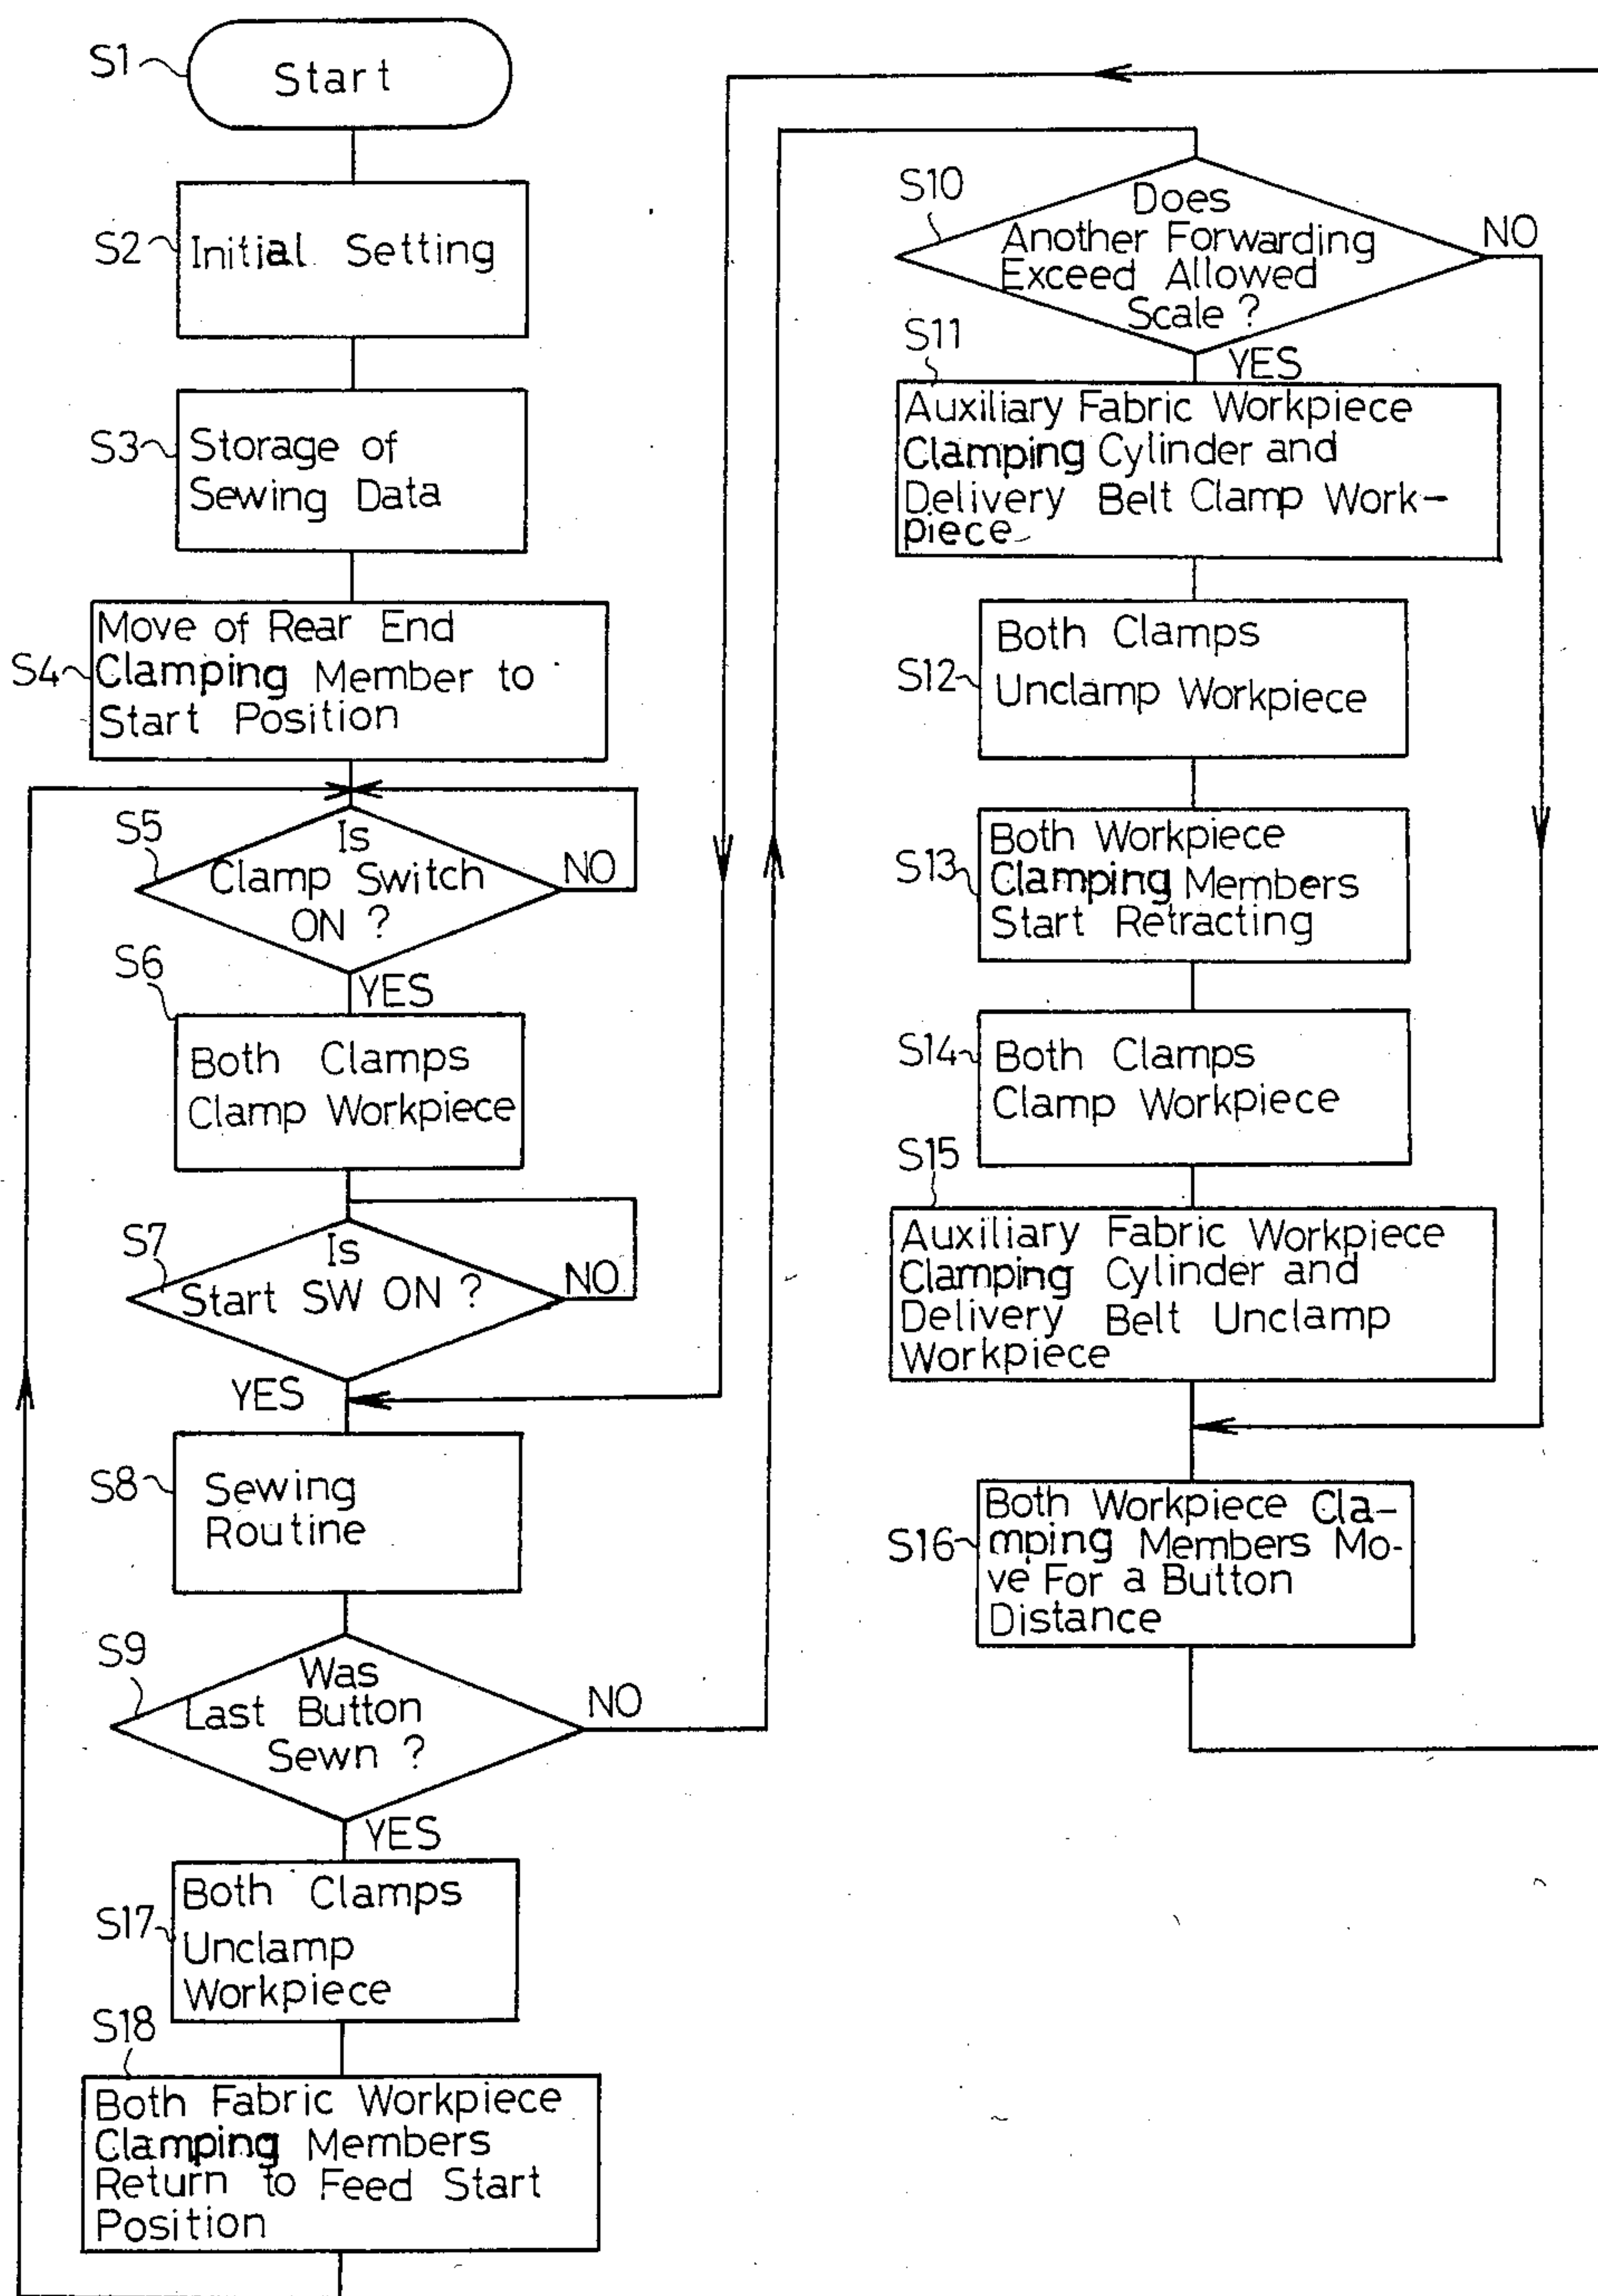 S1
Start
S2
Initial Setting
S3
Storage of
Sewing Data
S4
Move of Rear End
Clamping Member to
Start Position
S5
Is
Clamp Switch
ON ?
NO
YES
S6
Both Clamps
Clamp Workpiece
S7
Is
Start SW ON ?
NO
YES
S8
Sewing
Routine
S9
Was
Last Button
Sewn ?
NO
YES
S17
Both Clamps
Unclamp
Workpiece
S18
Both Fabric Workpiece
Clamping Members
Return to Feed Start
Position
S10
Does
Another Forwarding
Exceed Allowed
Scale ?
NO
YES
S11
Auxiliary Fabric Workpiece
Clamping Cylinder and
Delivery Belt Clamp Work-
piece
S12
Both Clamps
Unclamp Workpiece
S13
Both Workpiece
Clamping Members
Start Retracting
S14
Both Clamps
Clamp Workpiece
S15
Auxiliary Fabric Workpiece
Clamping Cylinder and
Delivery Belt Unclamp
Workpiece
S16
Both Workpiece Cla-
mping Members Mo-
ve For a Button
Distance